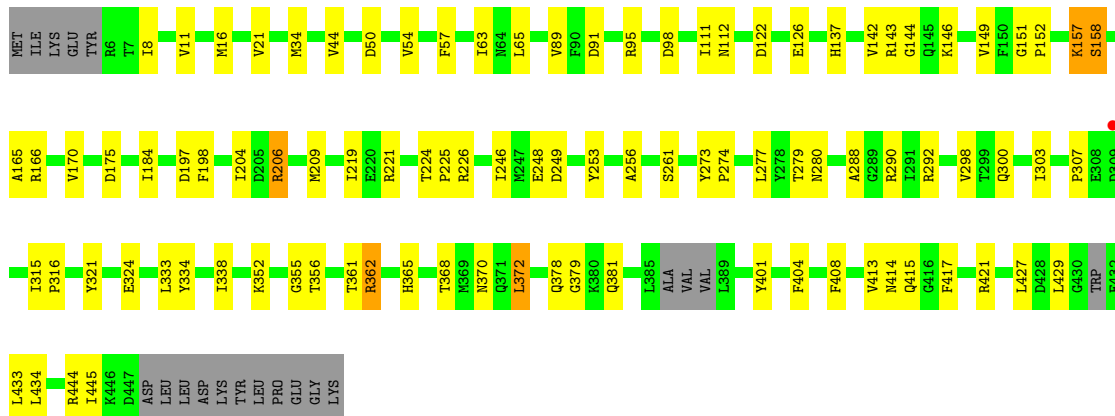 MET ILE LYS GLU TYR R6 T7 I8 V11 M16 V21 M34 V44 D50 V54 F57 I63 N64 L65 V89 F90 D91 R95 D98 I111 N112 D122 E126 H137 V142 R143 G144 Q145 K146 V149 F150 G151 P152 K157 S158
A165 R166 V170 D175 I184 D197 F198 I204 D205 R206 M209 I219 E220 R221 T224 P225 R226 I246 M247 E248 D249 Y253 A256 S261 Y273 P274 L277 Y278 T279 N280 A288 G289 R290 I291 R292 V298 T299 Q300 I303 P307 E308
I315 P316 Y321 E324 L333 Y334 I338 K352 G355 T356 T361 R362 H365 T368 M369 N370 Q371 L372 Q378 G379 K380 Q381 L385 ALA VAL VAL L389 Y401 F404 F408 V413 N414 Q415 G416 F417 R421 L427 D428 L429 G430 TRP
L433 L434 R444 I445 K446 D447 ASP LEU LEU ASP LYS TYR LEU PRO GLU GLY LYS